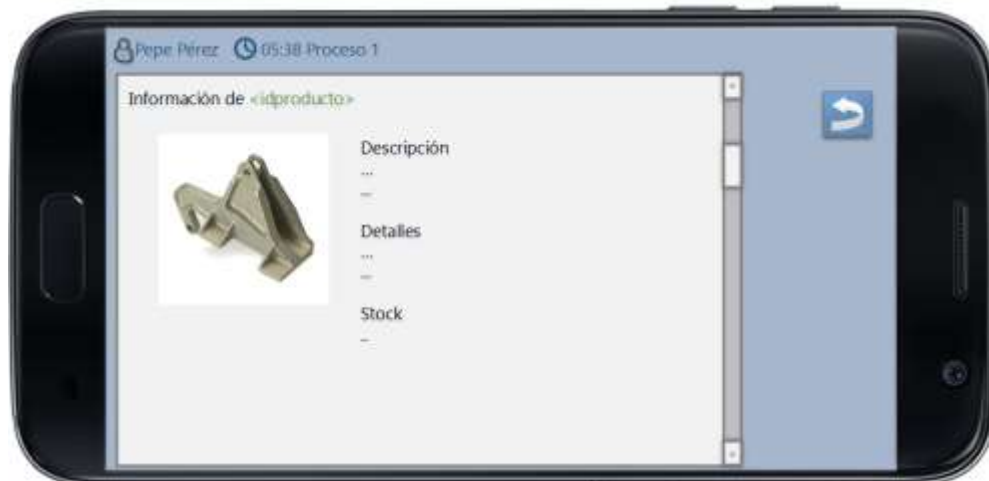 Pepe Pérez 05:38 Proceso 1
Información de <idproducto>
Descripción
...
...
Detalles
...
...
Stock
...